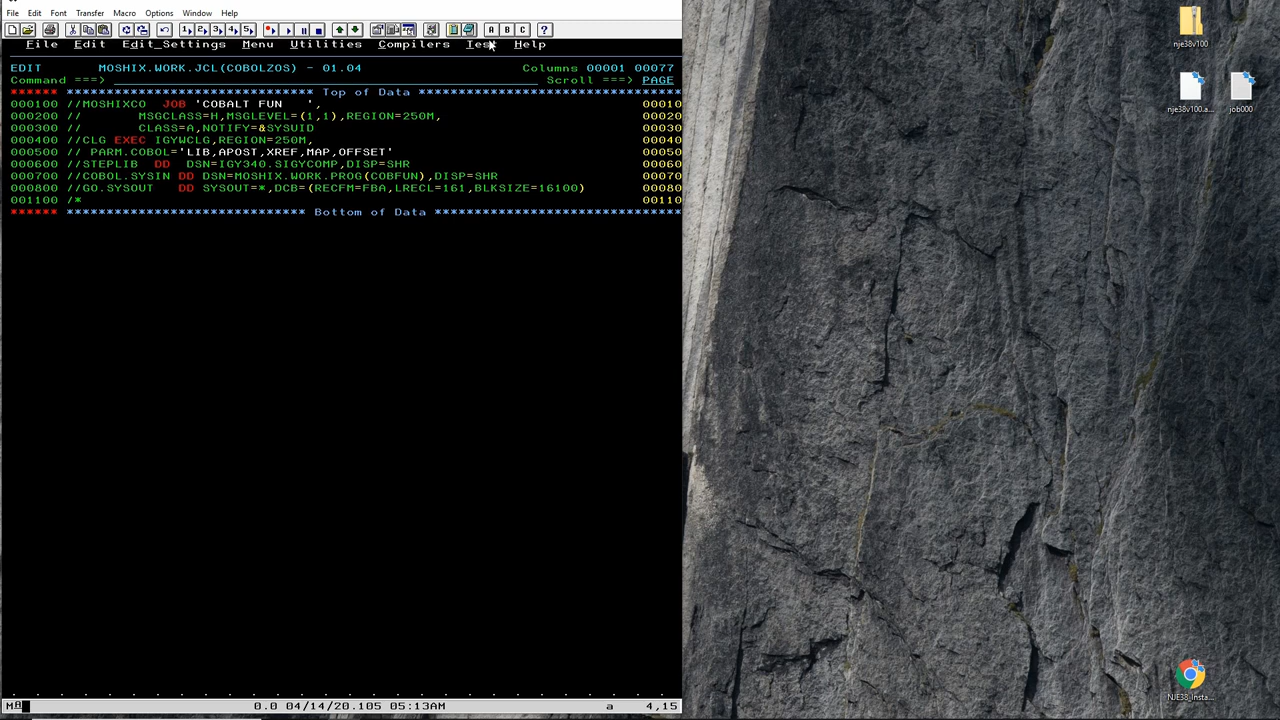 File Edit Font Transfer Macro Options Window Help
File Edit Edit_Settings Menu Utilities Compilers Test Help
EDIT MOSHIX.WORK.JCL(COBOLZOS) - 01.04 Columns 00001 00077
Command ===> Scroll ===> PAGE
****** **************************** Top of Data *********************************
000100 //MOSHIXCO JOB 'COBALT FUN ', 00010
000200 // MSGCLASS=H,MSGLEVEL=(1,1),REGION=250M, 00020
000300 // CLASS=A,NOTIFY=&SYSUID 00030
000400 //CLG EXEC IGYWCLG,REGION=250M, 00040
000500 // PARM.COBOL='LIB,APOST,XREF,MAP,OFFSET' 00050
000600 //STEPLIB DD DSN=IGY340.SIGYCOMP,DISP=SHR 00060
000700 //COBOL.SYSIN DD DSN=MOSHIX.WORK.PROG(COBFUN),DISP=SHR 00070
000800 //GO.SYSOUT DD SYSOUT=*,DCB=(RECFM=FBA,LRECL=161,BLKSIZE=16100) 00080
001100 /* 00110
****** *************************** Bottom of Data *******************************
0.0 04/14/20.105 05:13AM a 4,15
nje38v100
nje38v100.a... job000
NJE38_Insta...